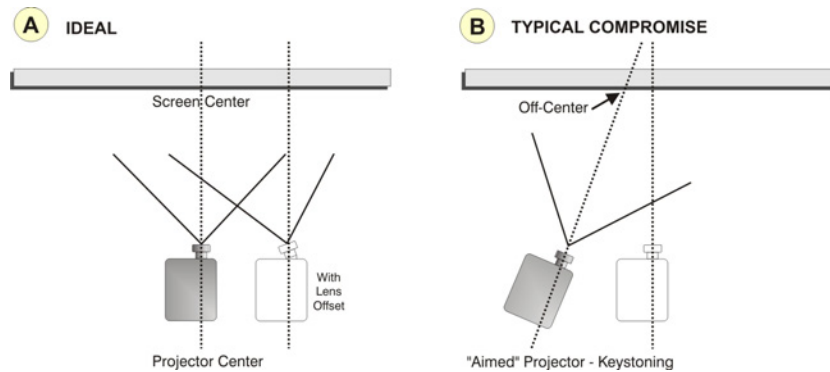 A IDEAL
Screen Center
With
Lens
Offset
Projector Center
B TYPICAL COMPROMISE
Off-Center
"Aimed" Projector - Keystoning